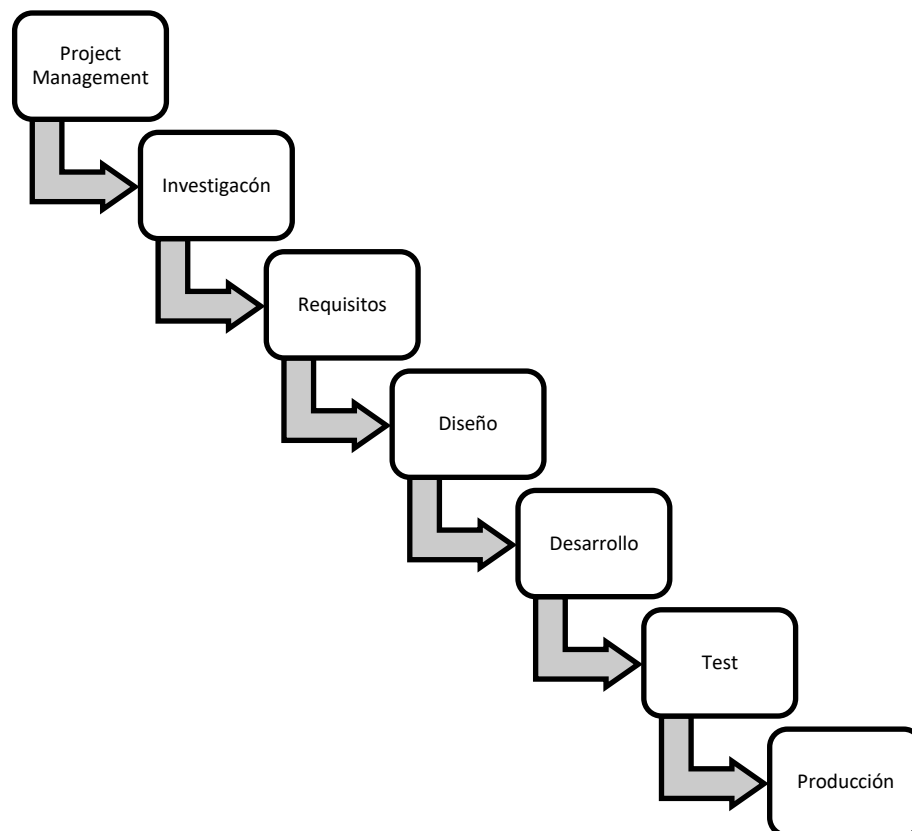 Project
Management
Investigacón
Requisitos
Diseño
Desarrollo
Test
Producción